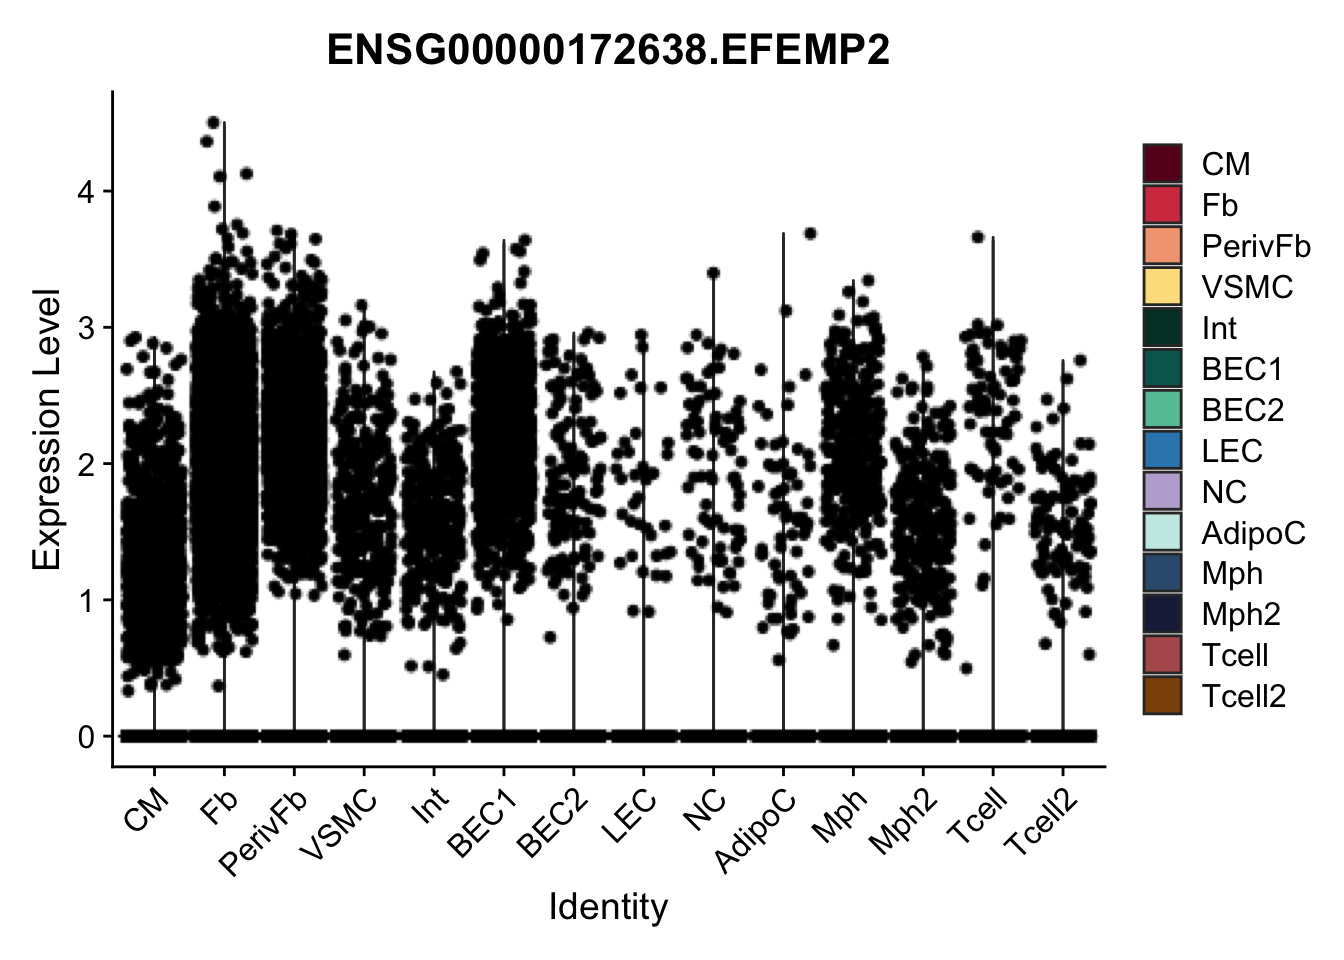 ENSG00000172638.EFEMP2
Expression Level
4
3
2
1
0
CM
Fb
PerivFb
VSMC
Int
BEC1
BEC2
LEC
NC
AdipoC
Mph
Mph2
Tcell
Tcell2
Identity
CM
Fb
PerivFb
VSMC
Int
BEC1
BEC2
LEC
NC
AdipoC
Mph
Mph2
Tcell
Tcell2